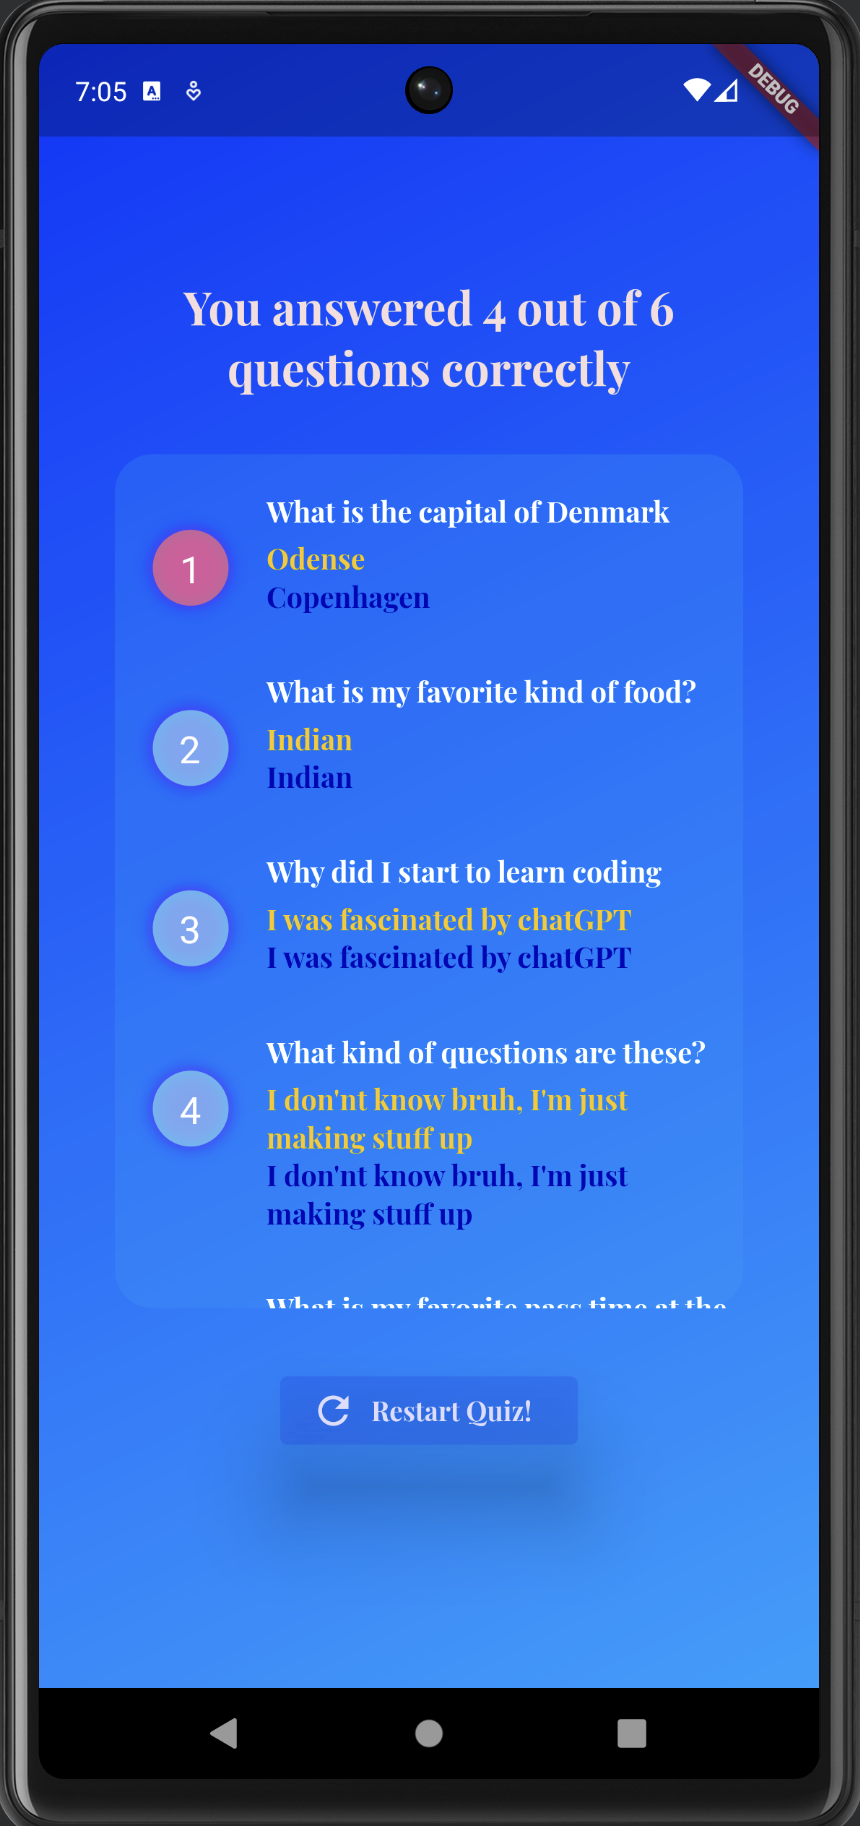 7:05
A
DEBUG
You answered 4 out of 6
questions correctly
What is the capital of Denmark
1
Odense
Copenhagen
What is my favorite kind of food?
2
Indian
Indian
Why did I start to learn coding
3
I was fascinated by chatGPT
I was fascinated by chatGPT
What kind of questions are these?
4
I don'nt know bruh, I'm just
making stuff up
I don'nt know bruh, I'm just
making stuff up
What is my favorite pass time at the
Restart Quiz!